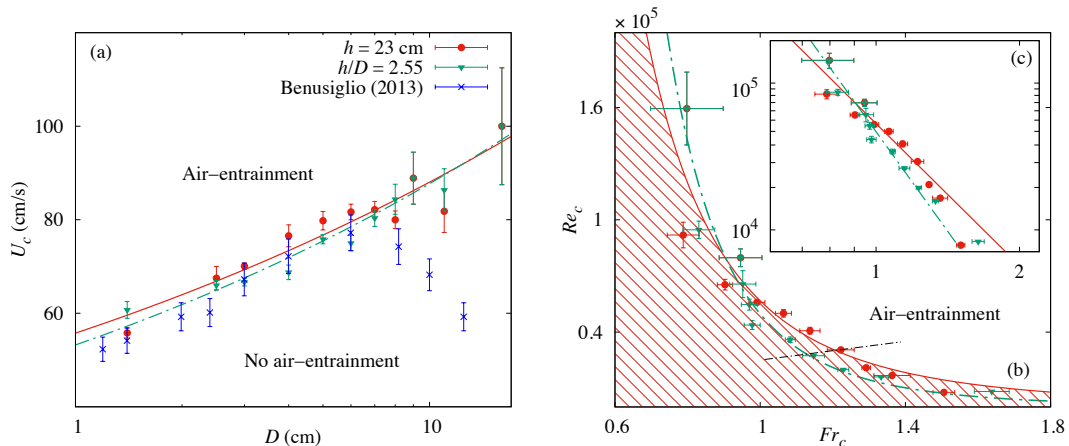 (a)
h = 23 cm
h/D = 2.55
Benusiglio (2013)
120
100
80
60
U_c (cm/s)
Air−entrainment
No air−entrainment
1
10
D (cm)
× 10^5
1.6
1
0.4
Re_c
0.6
1
1.4
1.8
Fr_c
Air−entrainment
(b)
(c)
10^5
10^4
1
2